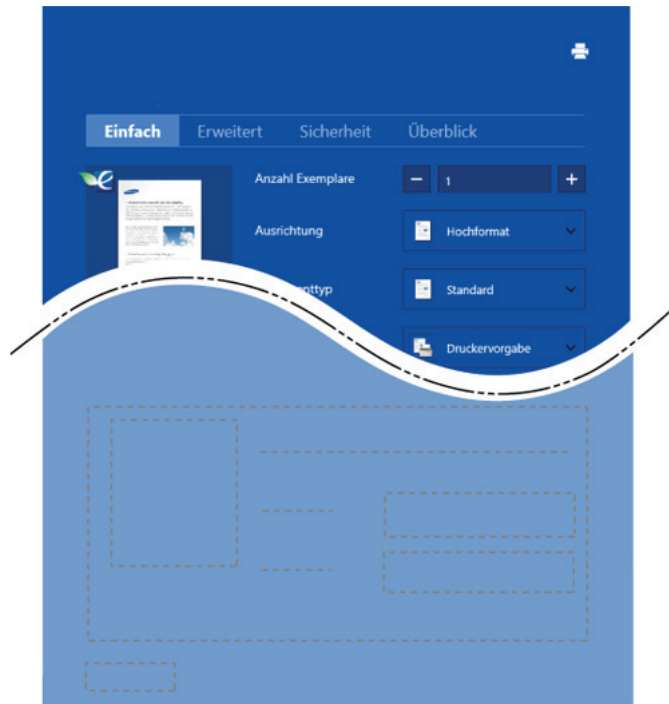 Einfach Erweitert Sicherheit Überblick
Anzahl Exemplare 1
Ausrichtung Hochformat
Standard
Druckervorgabe